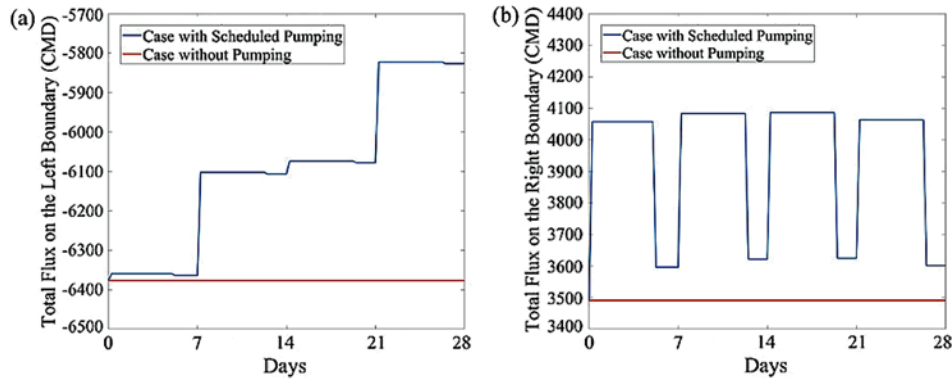 (a)
Total Flux on the Left Boundary (CMD)
-5700
-5800
-5900
-6000
-6100
-6200
-6300
-6400
-6500
Case with Scheduled Pumping
Case without Pumping
0 7 14 21 28
Days
(b)
Total Flux on the Right Boundary (CMD)
4400
4300
4200
4100
4000
3900
3800
3700
3600
3500
3400
Case with Scheduled Pumping
Case without Pumping
0 7 14 21 28
Days